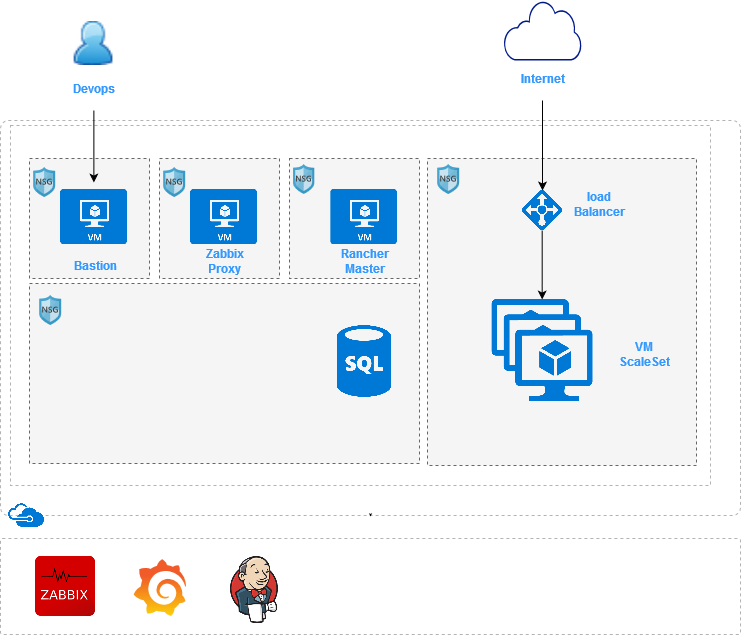 Devops
Internet
NSG
NSG
NSG
NSG
VM
VM
VM
load
Balancer
Bastion
Zabbix
Proxy
Rancher
Master
NSG
SQL
VM
ScaleSet
ZABBIX